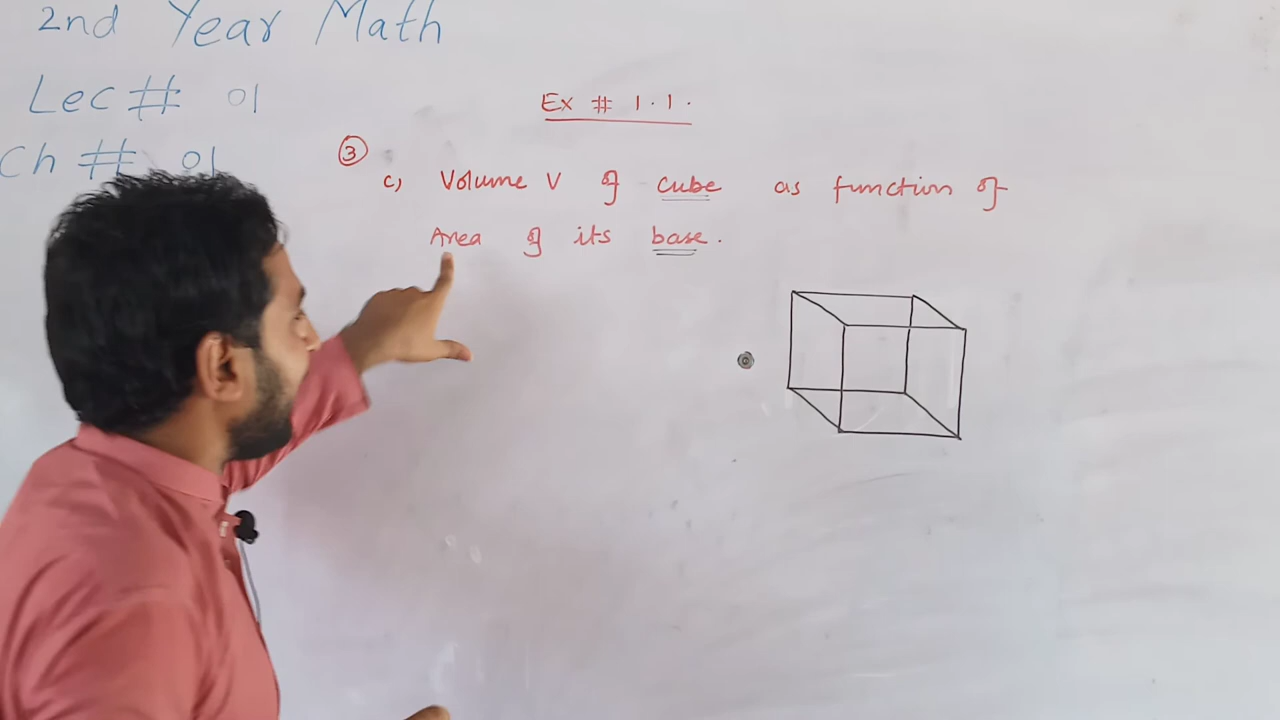 2nd Year Math
Lec # 01
Ch # 01
Ex # 1.1.
3
c, Volume V of cube as function of
Area of its base.